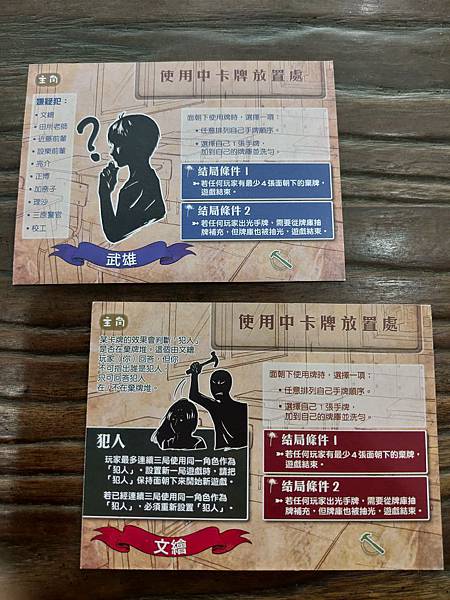 主向
使用中卡牌放置處
嫌疑犯：
• 文繪
• 田所老師
• 近藤前輩
• 設樂前輩
• 亮介
• 正博
• 加奈子
• 理沙
• 三原警官
• 校工
武雄
面朝下使用牌時，選擇一項：
• 任意排列自己手牌順序。
• 選擇自己1張手牌，
加到自己的牌庫並洗勻。
結局條件 1
若任何玩家有最少4張面朝下的棄牌，
遊戲結束。
結局條件 2
若任何玩家出光手牌，需要從牌庫抽
牌補充，但牌庫也被抽光，遊戲結束。
主向
使用中卡牌放置處
某卡牌的效果會判斷「犯人」
是否在棄牌堆，這個由文繪
玩家（你）回答，但你
不可指出誰是犯人，
只可回答犯人
在／不在棄牌堆。
犯人
玩家最多連續三局使用同一角色作為
「犯人」。設置新一局遊戲時，請把
「犯人」保持面朝下來開始新遊戲。
若已經連續三局使用同一角色作為
「犯人」，必須重新設置「犯人」。
文繪
面朝下使用牌時，選擇一項：
• 任意排列自己手牌順序。
• 選擇自己1張手牌，
加到自己的牌庫並洗勻。
結局條件 1
若任何玩家有最少4張面朝下的棄牌，
遊戲結束。
結局條件 2
若任何玩家出光手牌，需要從牌庫抽
牌補充，但牌庫也被抽光，遊戲結束。